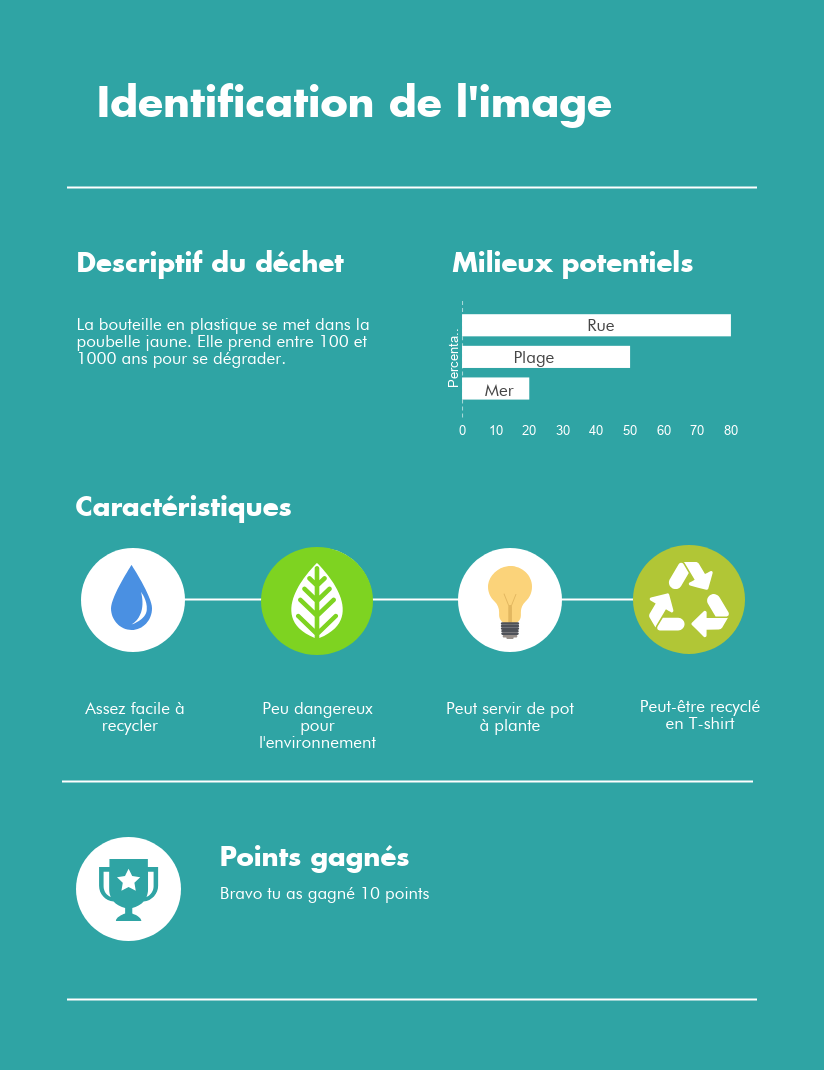 Identification de l'image
Descriptif du déchet
La bouteille en plastique se met dans la
poubelle jaune. Elle prend entre 100 et
1000 ans pour se dégrader.
Milieux potentiels
Percenta..
Rue
Plage
Mer
0 10 20 30 40 50 60 70 80
Caractéristiques
Assez facile à
recycler
Peu dangereux
pour
l'environnement
Peut servir de pot
à plante
Peut-être recyclé
en T-shirt
Points gagnés
Bravo tu as gagné 10 points